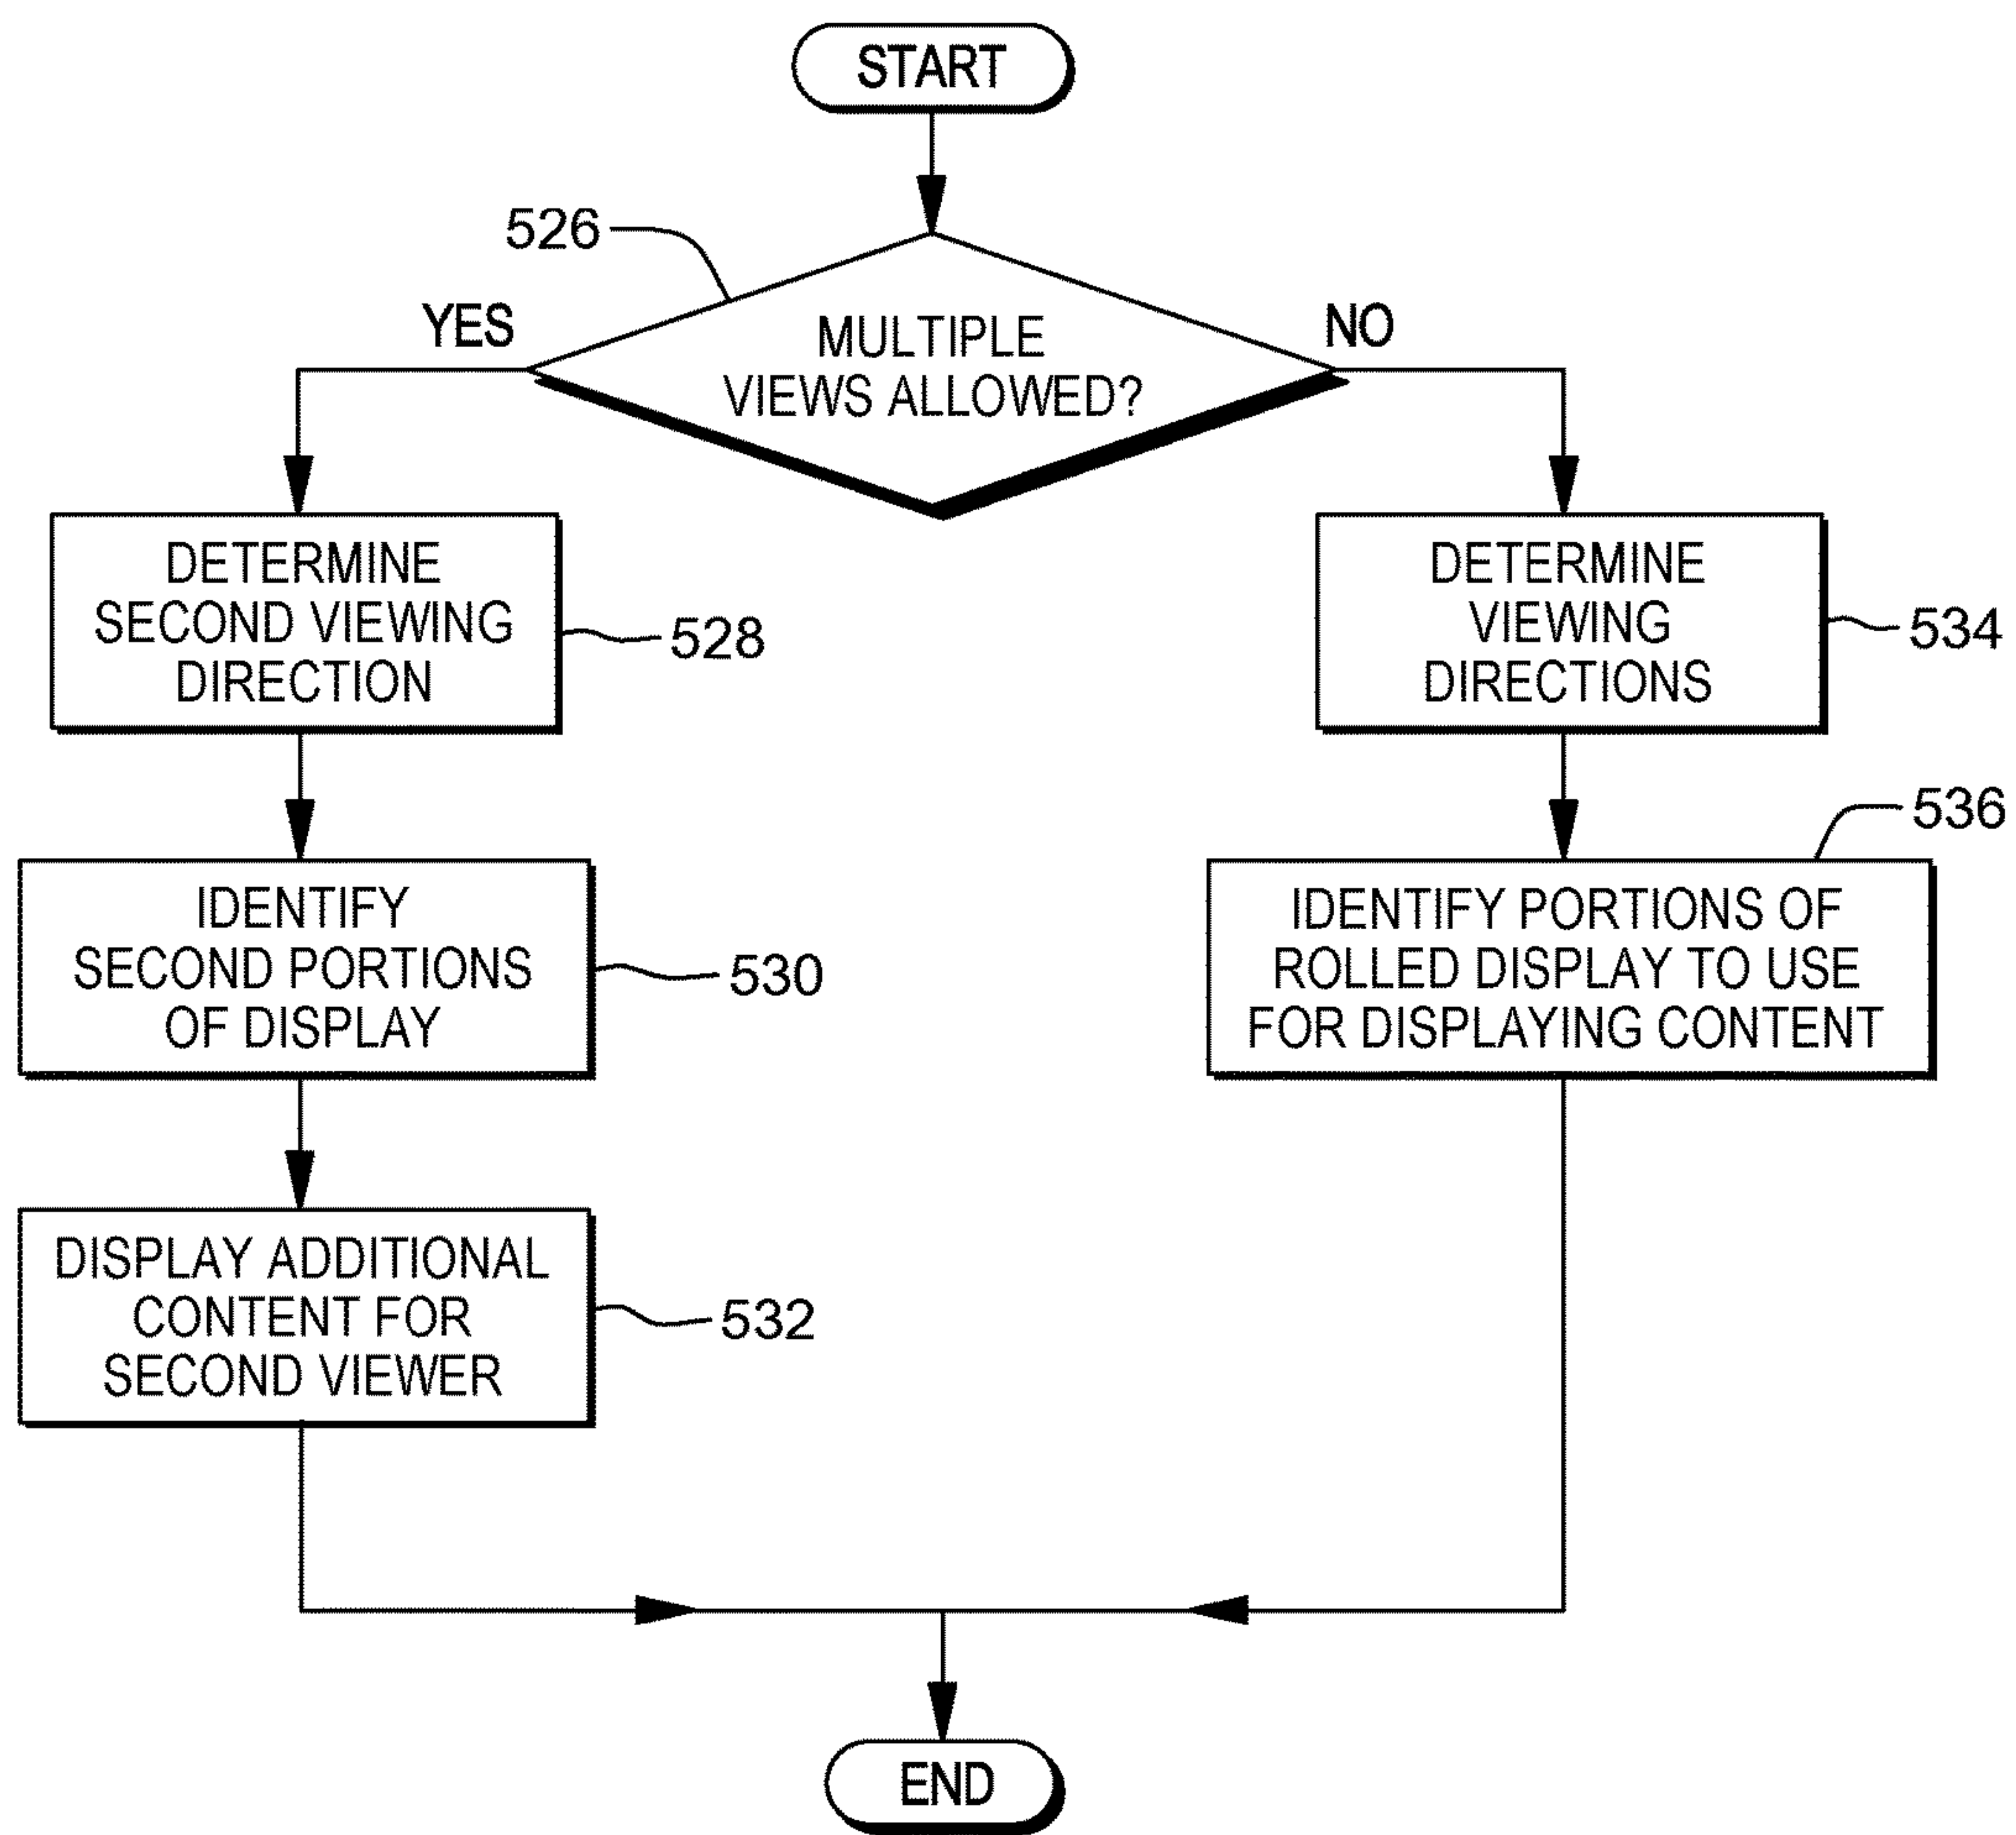 START
526
YES
NO
MULTIPLE
VIEWS ALLOWED?
DETERMINE
SECOND VIEWING
DIRECTION
528
DETERMINE
VIEWING
DIRECTIONS
534
IDENTIFY
SECOND PORTIONS
OF DISPLAY
530
536
IDENTIFY PORTIONS OF
ROLLED DISPLAY TO USE
FOR DISPLAYING CONTENT
DISPLAY ADDITIONAL
CONTENT FOR
SECOND VIEWER
532
END